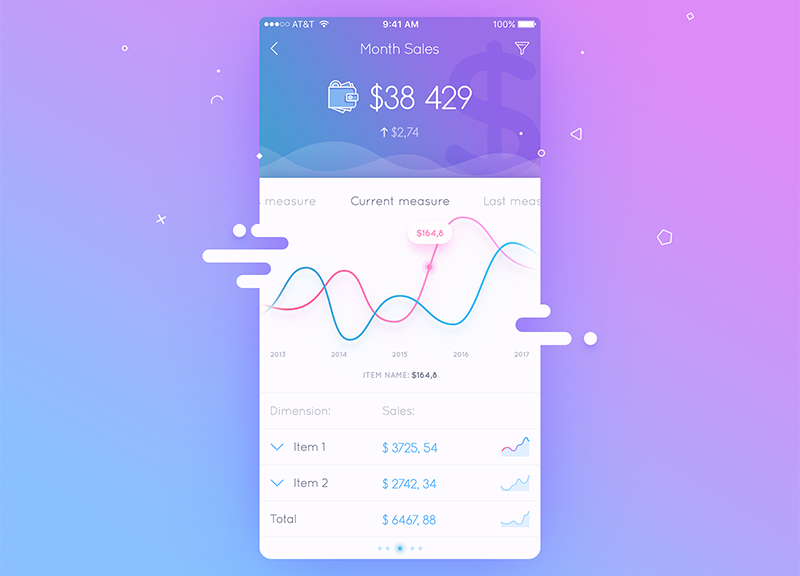 AT&T 9:41 AM 100%
Month Sales
$
$38 429
$2,74
s measure Current measure Last meas
$164,8
2013 2014 2015 2016 2017
ITEM NAME: $164,8
Dimension: Sales:
Item 1 $ 3725, 54
Item 2 $ 2742, 34
Total $ 6467, 88